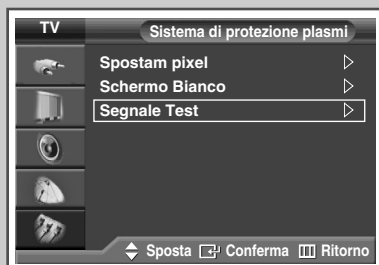 TV
Sistema di protezione plasmi
Spostam pixel
Schermo Bianco
Segnale Test
Sposta Conferma Ritorno